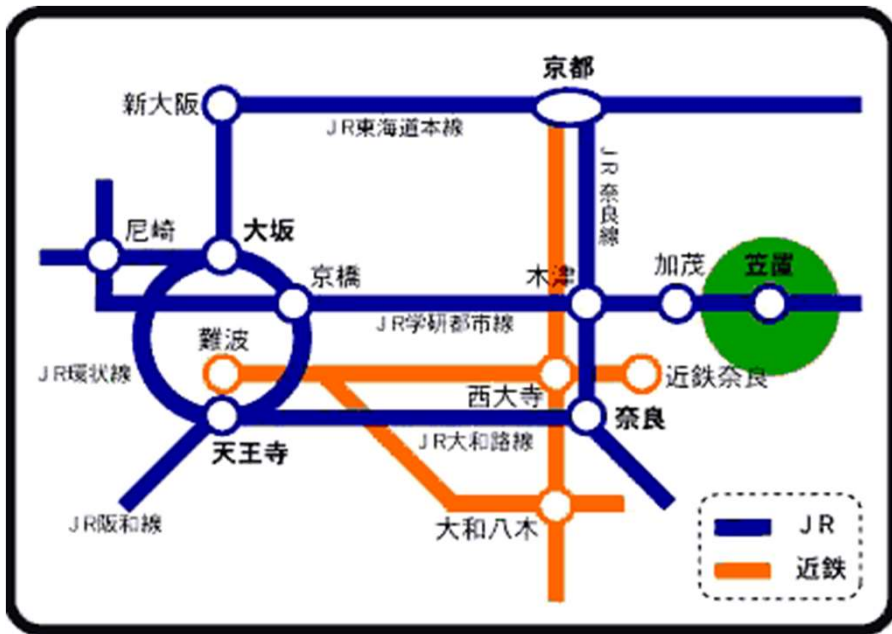 京都
新大阪
JR東海道本線
JR奈良線
尼崎
大坂
京橋
木津
加茂
笠置
JR学研都市線
難波
JR環状線
近鉄奈良
西大寺
奈良
JR大和路線
天王寺
JR阪和線
大和八木
JR
近鉄